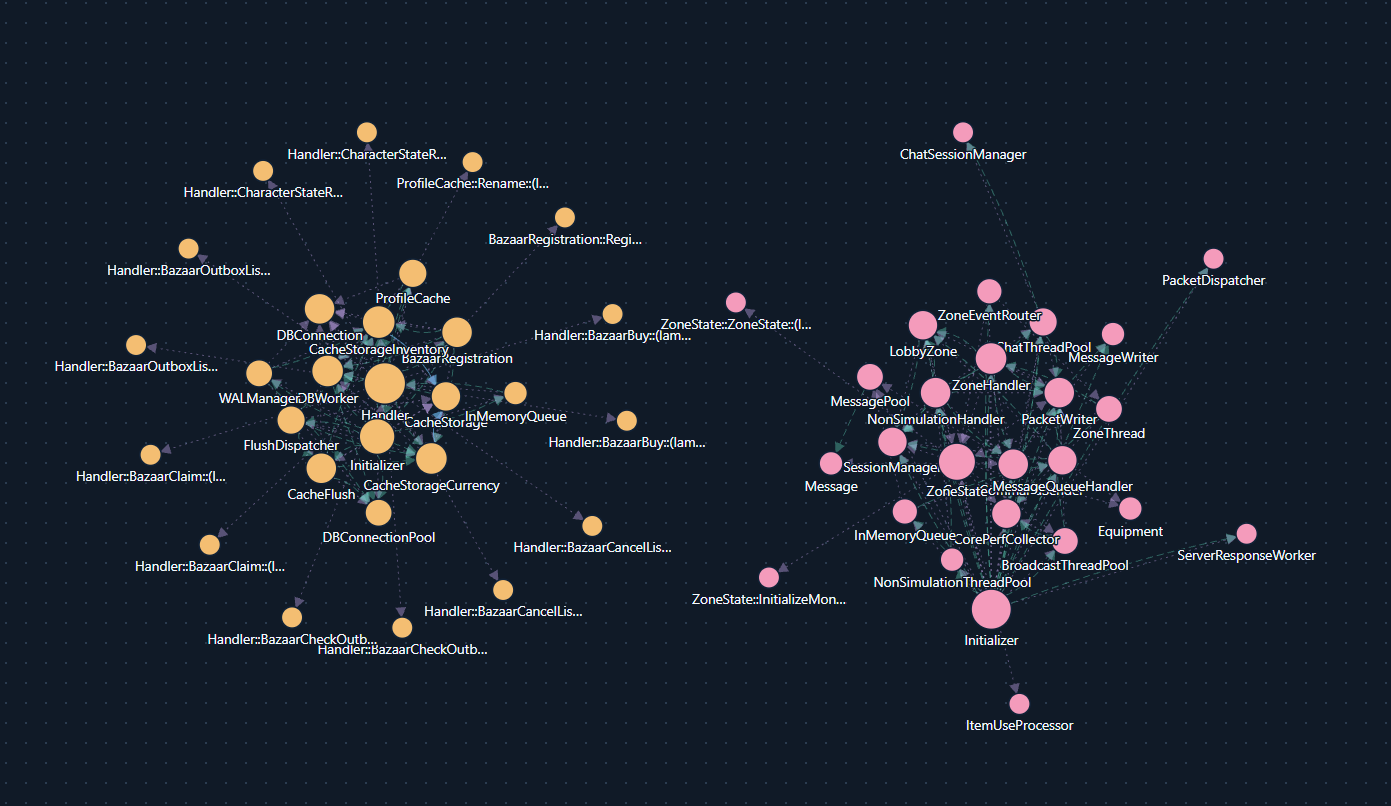 ChatSessionManager
Handler::CharacterStateR...
ProfileCache::Rename::(l...
Handler::CharacterStateR...
BazaarRegistration::Regi...
Handler::BazaarOutboxLis...
PacketDispatcher
ProfileCache
ZoneEventRouter
ZoneState::ZoneState::(l...
DBConnection
Handler::BazaarBuy::(lam...
CacheStorageInventory
ChatThreadPool
LobbyZone
BazaarRegistration
MessageWriter
Handler::BazaarOutboxLis...
ZoneHandler
WALManager
DBWorker
MessagePool
Handler
CacheStorage
InMemoryQueue
NonSimulationHandler
PacketWriter
ZoneThread
FlushDispatcher
Handler::BazaarBuy::(lam...
Initializer
SessionManager
Handler::BazaarClaim::(l...
CacheStorageCurrency
Message
ZoneState
MessageQueueHandler
CacheFlush
DBConnectionPool
InMemoryQueue
CorePerfCollector
Equipment
Handler::BazaarCancelLis...
ServerResponseWorker
Handler::BazaarClaim::(l...
BroadcastThreadPool
NonSimulationThreadPool
ZoneState::InitializeMon...
Handler::BazaarCancelLis...
Handler::BazaarCheckOutb...
Initializer
Handler::BazaarCheckOutb...
ItemUseProcessor